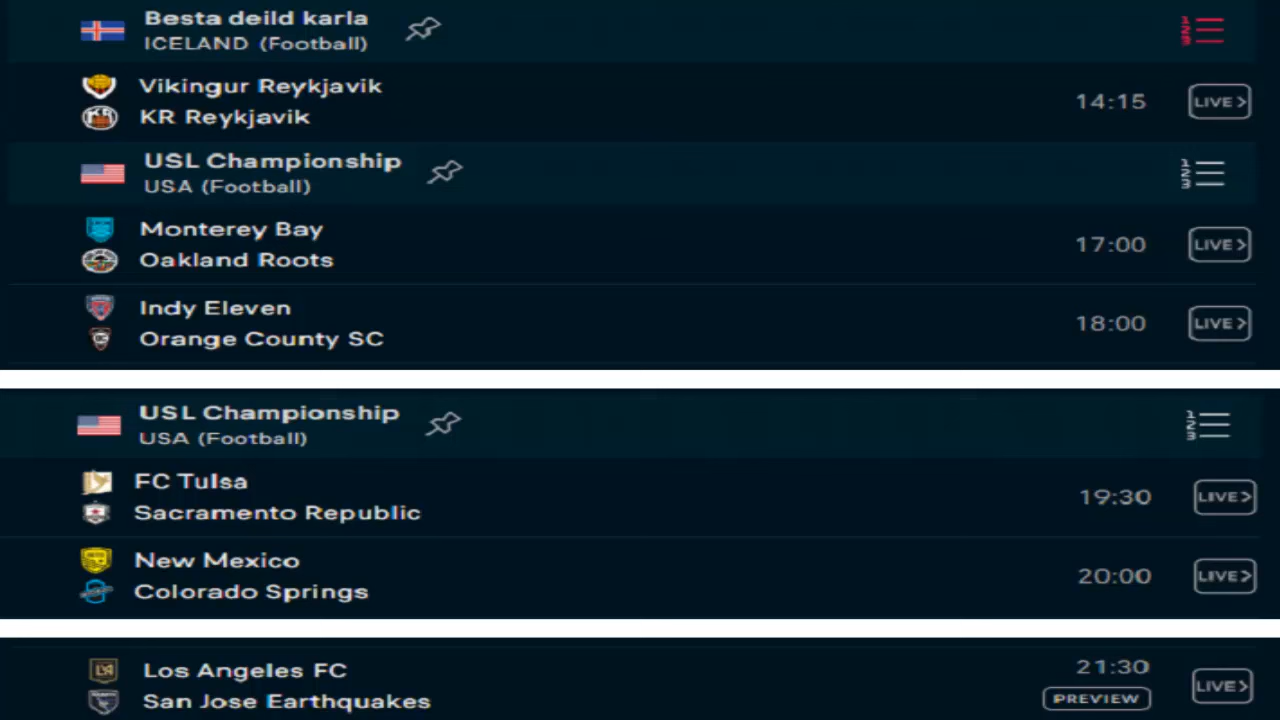 Besta deild karla
ICELAND (Football)
Vikingur Reykjavik
14:15
LIVE >
KR Reykjavik
USL Championship
USA (Football)
Monterey Bay
17:00
LIVE >
Oakland Roots
Indy Eleven
18:00
LIVE >
Orange County SC
USL Championship
USA (Football)
FC Tulsa
19:30
LIVE >
Sacramento Republic
New Mexico
20:00
LIVE >
Colorado Springs
Los Angeles FC
21:30
LIVE >
San Jose Earthquakes
PREVIEW